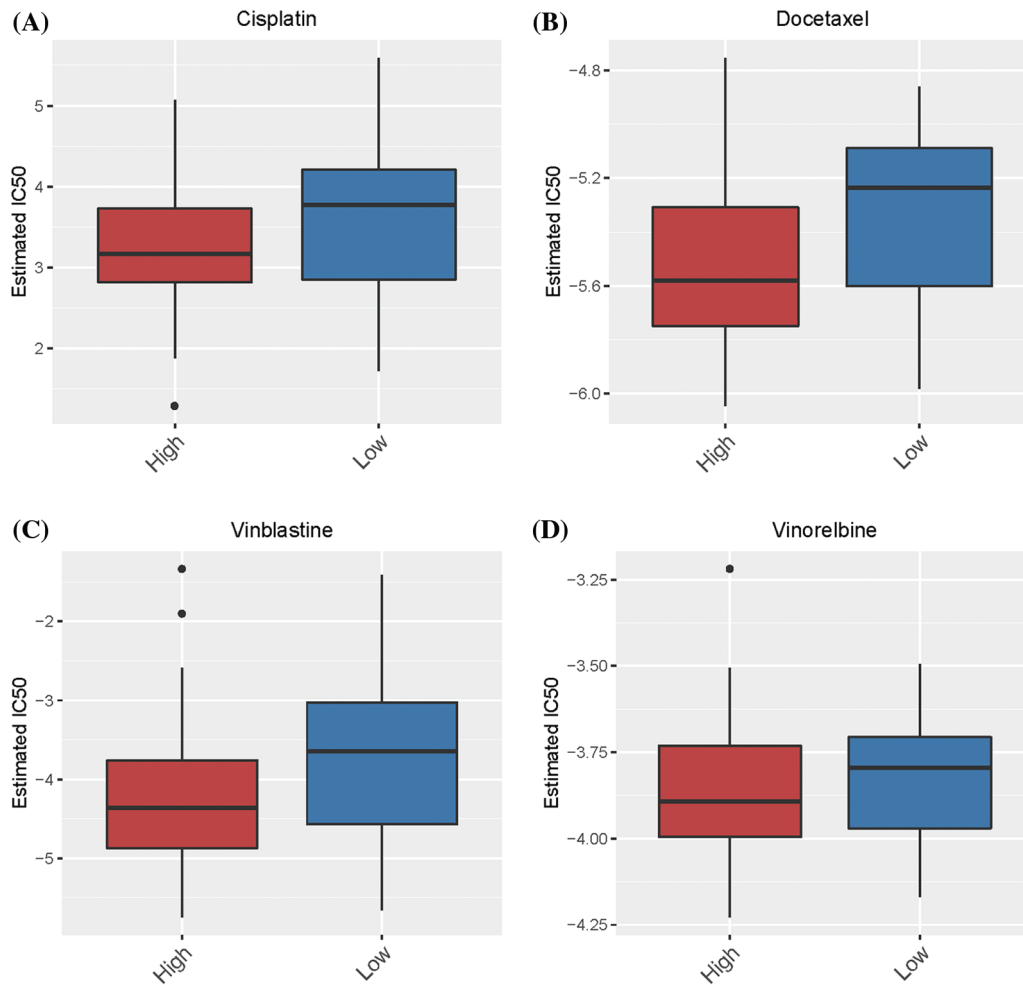 (A) Cisplatin
Estimated IC50
5
4
3
2
High Low
(B) Docetaxel
Estimated IC50
−4.8
−5.2
−5.6
−6.0
High Low
(C) Vinblastine
Estimated IC50
−2
−3
−4
−5
High Low
(D) Vinorelbine
Estimated IC50
−3.25
−3.50
−3.75
−4.00
−4.25
High Low